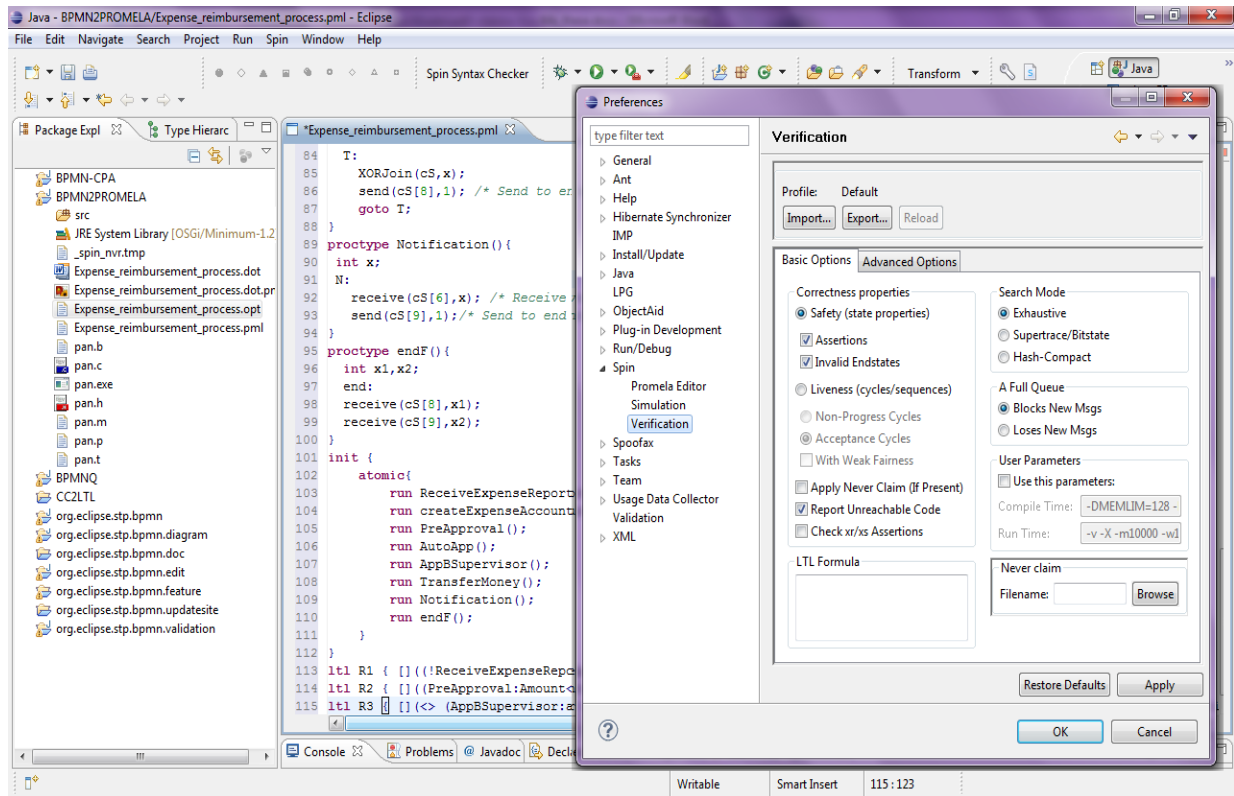 Java - BPMN2PROMELA/Expense_reimbursement_process.pml - Eclipse
File Edit Navigate Search Project Run Spin Window Help
Spin Syntax Checker
Transform
Java
»
Package Expl
Type Hierarc
BPMN-CPA
BPMN2PROMELA
src
JRE System Library [OSGi/Minimum-1.2
_spin_nvr.tmp
Expense_reimbursement_process.dot
Expense_reimbursement_process.dot.pr
Expense_reimbursement_process.opt
Expense_reimbursement_process.pml
pan.b
pan.c
pan.exe
pan.h
pan.m
pan.p
pan.t
BPMNQ
CC2LTL
org.eclipse.stp.bpmn
org.eclipse.stp.bpmn.diagram
org.eclipse.stp.bpmn.doc
org.eclipse.stp.bpmn.edit
org.eclipse.stp.bpmn.feature
org.eclipse.stp.bpmn.updatesite
org.eclipse.stp.bpmn.validation
*Expense_reimbursement_process.pml
84 T:
85 XORJoin(cS,x);
86 send(cS[8],1); /* Send to er
87 goto T;
88 }
89 proctype Notification(){
90 int x;
91 N:
92 receive(cS[6],x); /* Receive
93 send(cS[9],1);/* Send to end
94 }
95 proctype endF(){
96 int x1,x2;
97 end:
98 receive(cS[8],x1);
99 receive(cS[9],x2);
100 }
101 init {
102 atomic{
103 run ReceiveExpenseReport
104 run createExpenseAccount
105 run PreApproval();
106 run AutoApp();
107 run AppBSupervisor();
108 run TransferMoney();
109 run Notification();
110 run endF();
111 }
112 }
113 ltl R1 { []((!ReceiveExpenseRepo
114 ltl R2 { []((PreApproval:Amount<
115 ltl R3 { [](<> (AppBSupervisor:a
Console
Problems
@ Javadoc
Decla
Writable
Smart Insert
115 : 123
Preferences
type filter text
General
Ant
Help
Hibernate Synchronizer
IMP
Install/Update
Java
LPG
ObjectAid
Plug-in Development
Run/Debug
Spin
Promela Editor
Simulation
Verification
Spoofax
Tasks
Team
Usage Data Collector
Validation
XML
Verification
Profile: Default
Import... Export... Reload
Basic Options Advanced Options
Correctness properties
Safety (state properties)
Assertions
Invalid Endstates
Liveness (cycles/sequences)
Non-Progress Cycles
Acceptance Cycles
With Weak Fairness
Apply Never Claim (If Present)
Report Unreachable Code
Check xr/xs Assertions
LTL Formula
Search Mode
Exhaustive
Supertrace/Bitstate
Hash-Compact
A Full Queue
Blocks New Msgs
Loses New Msgs
User Parameters
Use this parameters:
Compile Time: -DMEMLIM=128 -
Run Time: -v -X -m10000 -w1
Never claim
Filename: Browse
Restore Defaults Apply
OK Cancel